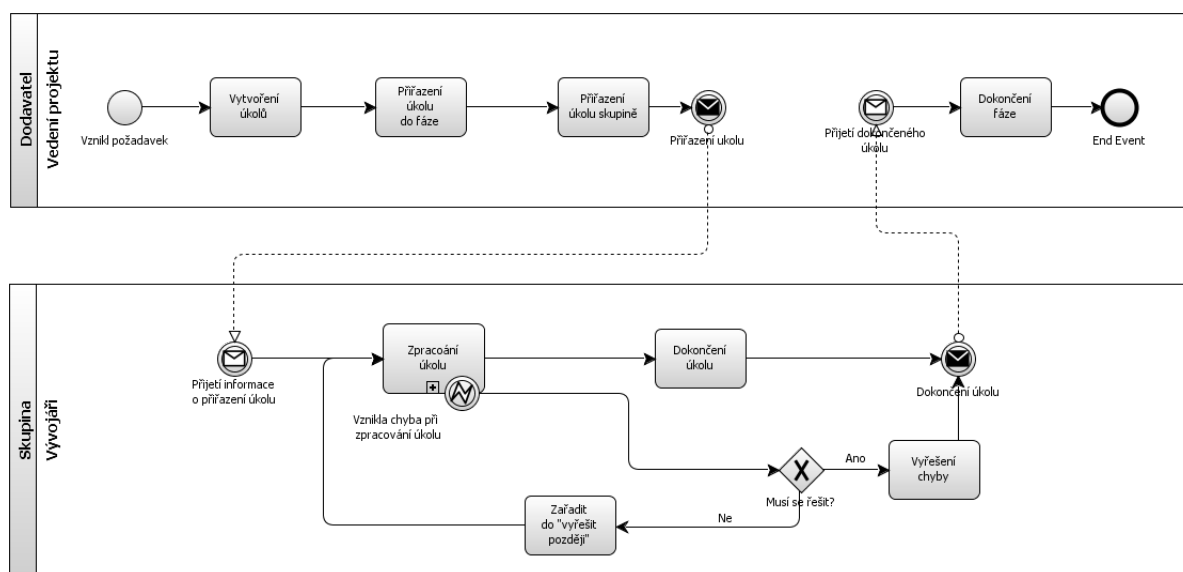 Dodavatel
Vedení projektu
Vznikl požadavek
Vytvoření
úkolů
Přiřazení
úkolu
do fáze
Přiřazení
úkolu skupině
Přiřazení ukolu
Přijetí dokončeného
úkolu
Dokončení
fáze
End Event
Skupina
Vývojáři
Přijetí informace
o přiřazení úkolu
Zpracoání
úkolu
Vznikla chyba při
zpracování úkolu
Dokončení
úkolu
Dokončení úkolu
Musí se řešit?
Ano
Vyřešení
chyby
Ne
Zařadit
do "vyřešit
později"